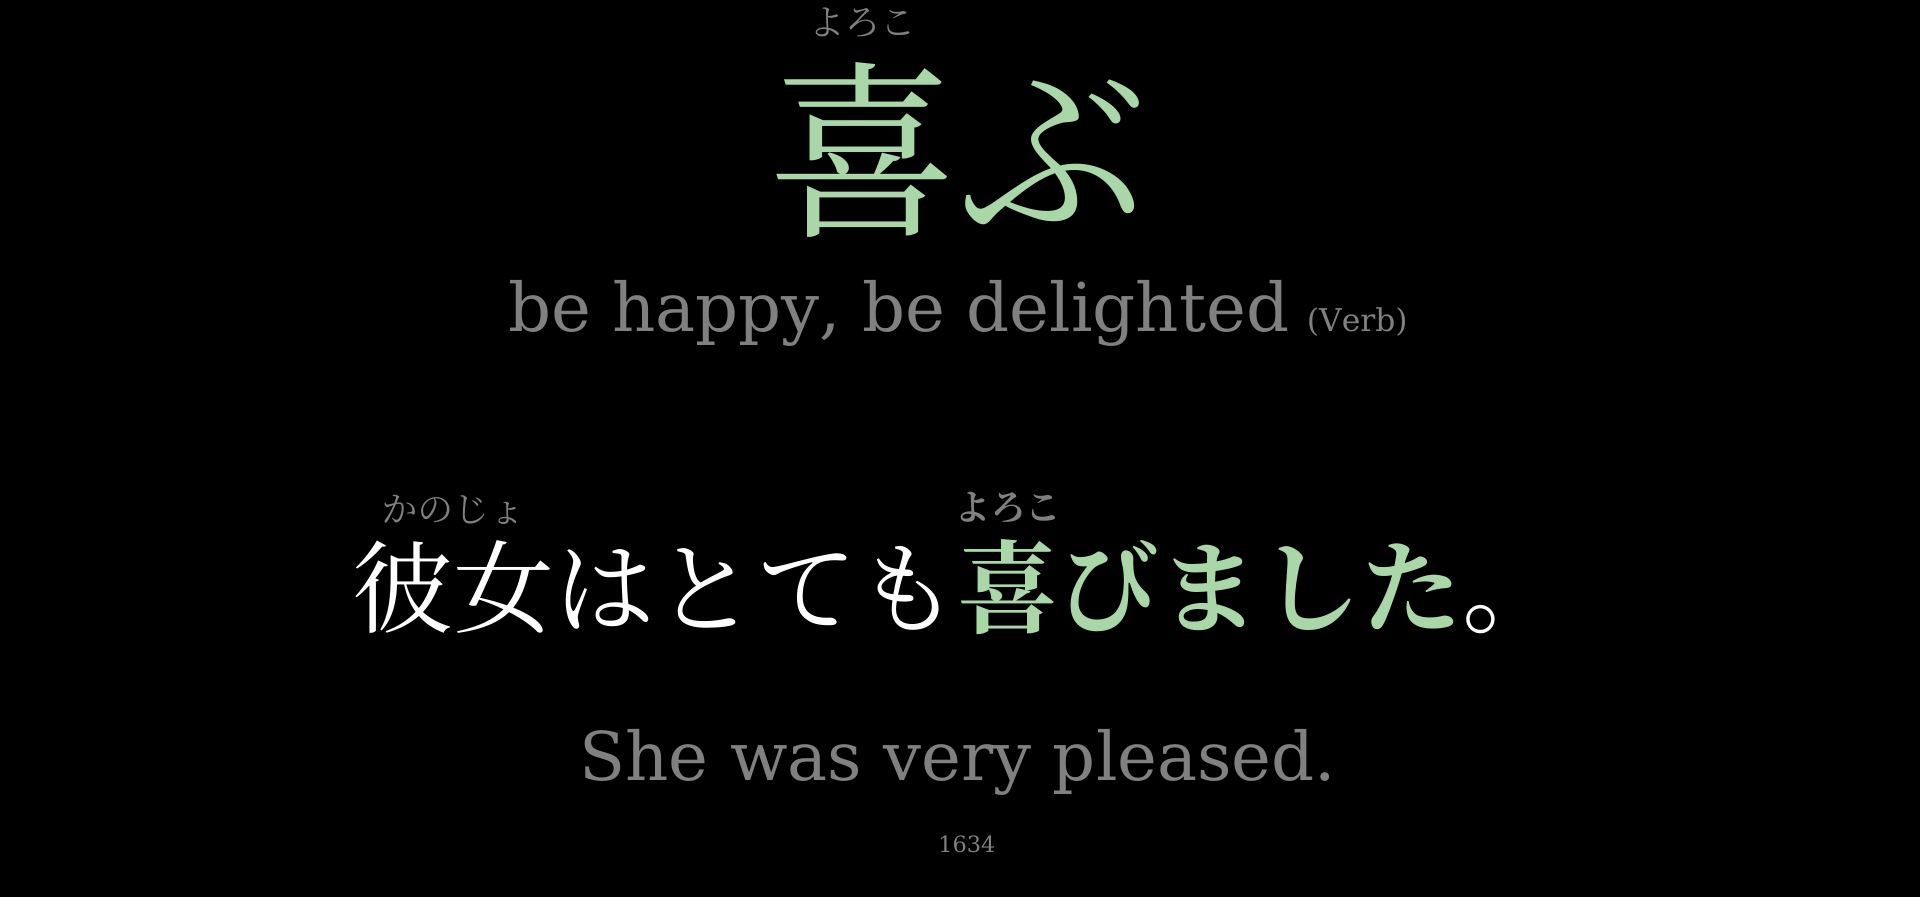 よろこ
喜ぶ
be happy, be delighted (Verb)
かのじょ よろこ
彼女はとても喜びました。
She was very pleased.
1634